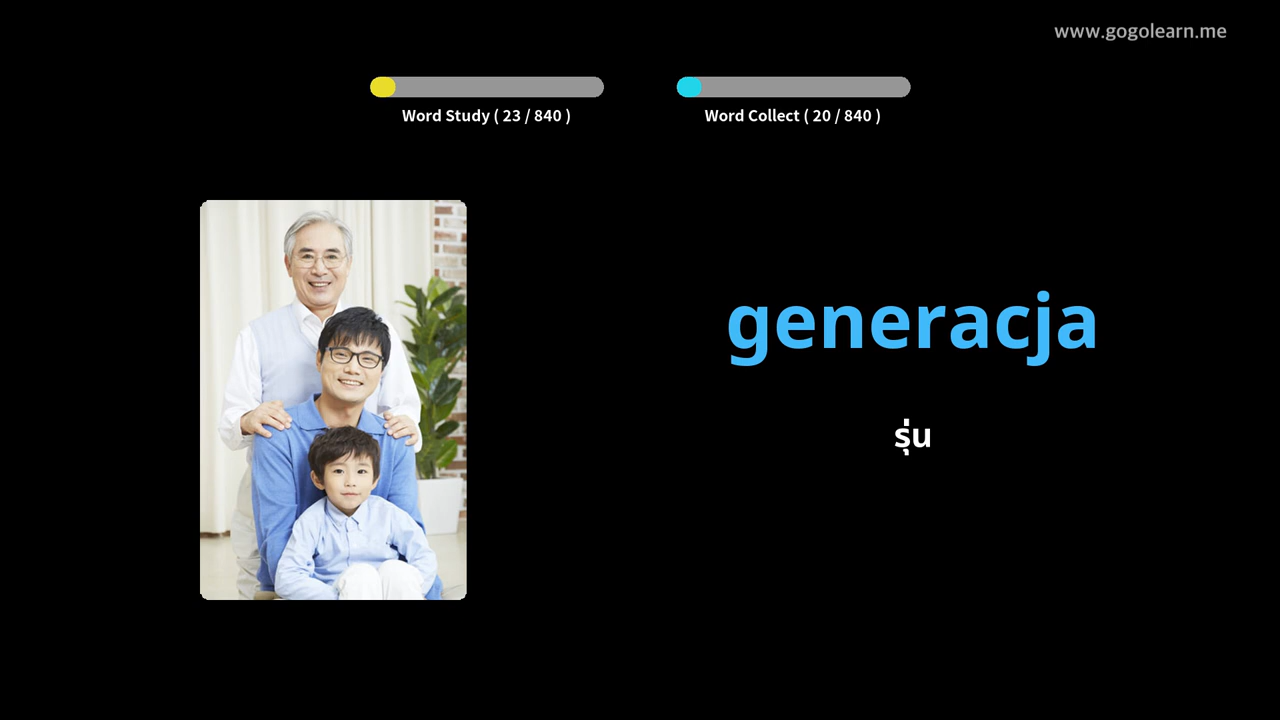 www.gogolearn.me
Word Study ( 23 / 840 )
Word Collect ( 20 / 840 )
generacja
รุ่น